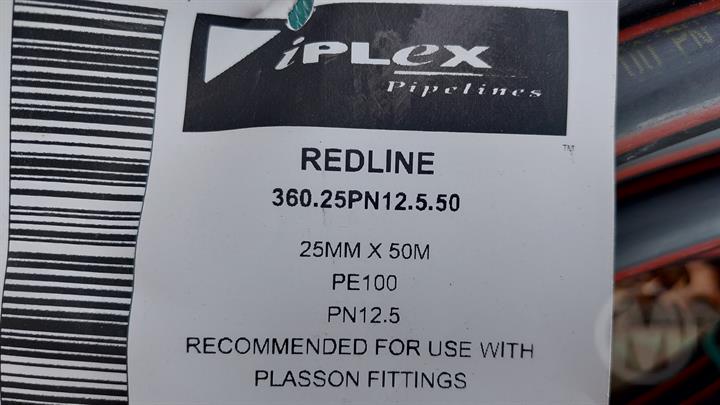 iPLEX
Pipelines
REDLINE
TM
360.25PN12.5.50
25MM X 50M
PE100
PN12.5
RECOMMENDED FOR USE WITH
PLASSON FITTINGS